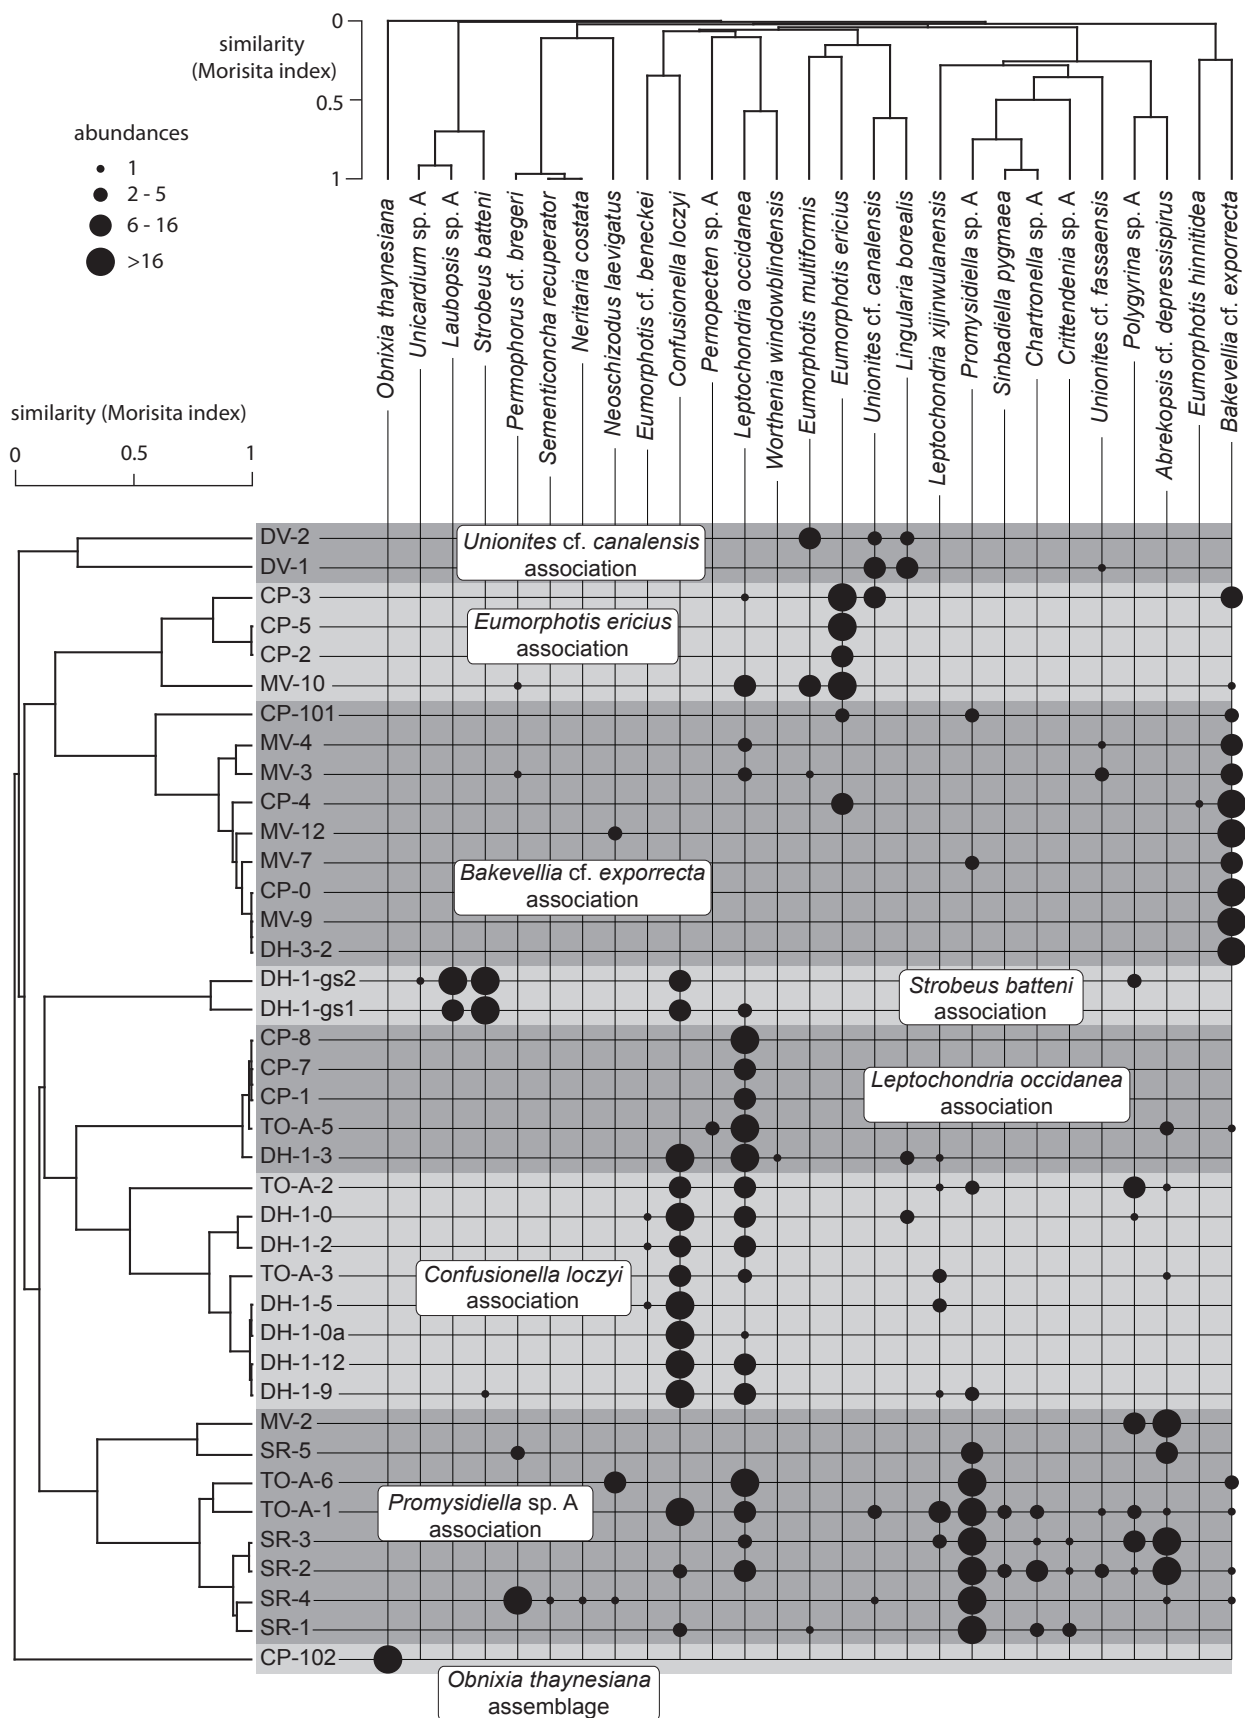 0
similarity
(Morisita index)
0.5
1
abundances
1
2 - 5
6 - 16
>16
Obnixia thaynesiana
Unicardium sp. A
Laubopsis sp. A
Strobeus batteni
Permophorus cf. bregeri
Sementiconcha recuperator
Neritaria costata
Neoschizodus laevigatus
Eumorphotis cf. beneckei
Confusionella loczyi
Pernopecten sp. A
Leptochondria occidanea
Worthenia windowblindensis
Eumorphotis multiformis
Eumorphotis ericius
Unionites cf. canalensis
Lingularia borealis
Leptochondria xijinwulanensis
Promysidiella sp. A
Sinbadiella pygmaea
Chartronella sp. A
Crittendenia sp. A
Unionites cf. fassaensis
Polygyrina sp. A
Abrekopsis cf. depressispirus
Eumorphotis hinnitidea
Bakevellia cf. exporrecta
similarity (Morisita index)
0 0.5 1
DV-2
DV-1
CP-3
CP-5
CP-2
MV-10
CP-101
MV-4
MV-3
CP-4
MV-12
MV-7
CP-0
MV-9
DH-3-2
DH-1-gs2
DH-1-gs1
CP-8
CP-7
CP-1
TO-A-5
DH-1-3
TO-A-2
DH-1-0
DH-1-2
TO-A-3
DH-1-5
DH-1-0a
DH-1-12
DH-1-9
MV-2
SR-5
TO-A-6
TO-A-1
SR-3
SR-2
SR-4
SR-1
CP-102
Unionites cf. canalensis
association
Eumorphotis ericius
association
Bakevellia cf. exporrecta
association
Strobeus batteni
association
Leptochondria occidanea
association
Confusionella loczyi
association
Promysidiella sp. A
association
Obnixia thaynesiana
assemblage